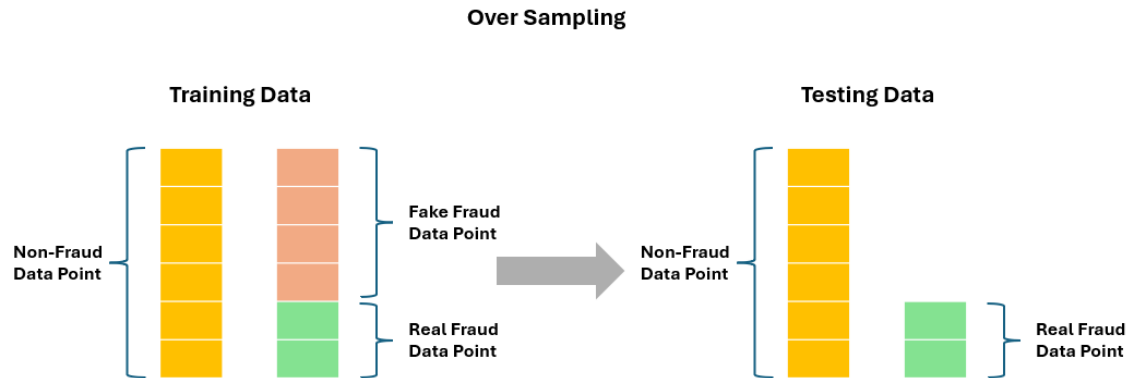 Over Sampling
Training Data
Testing Data
Non-Fraud
Data Point
Fake Fraud
Data Point
Real Fraud
Data Point
Non-Fraud
Data Point
Real Fraud
Data Point